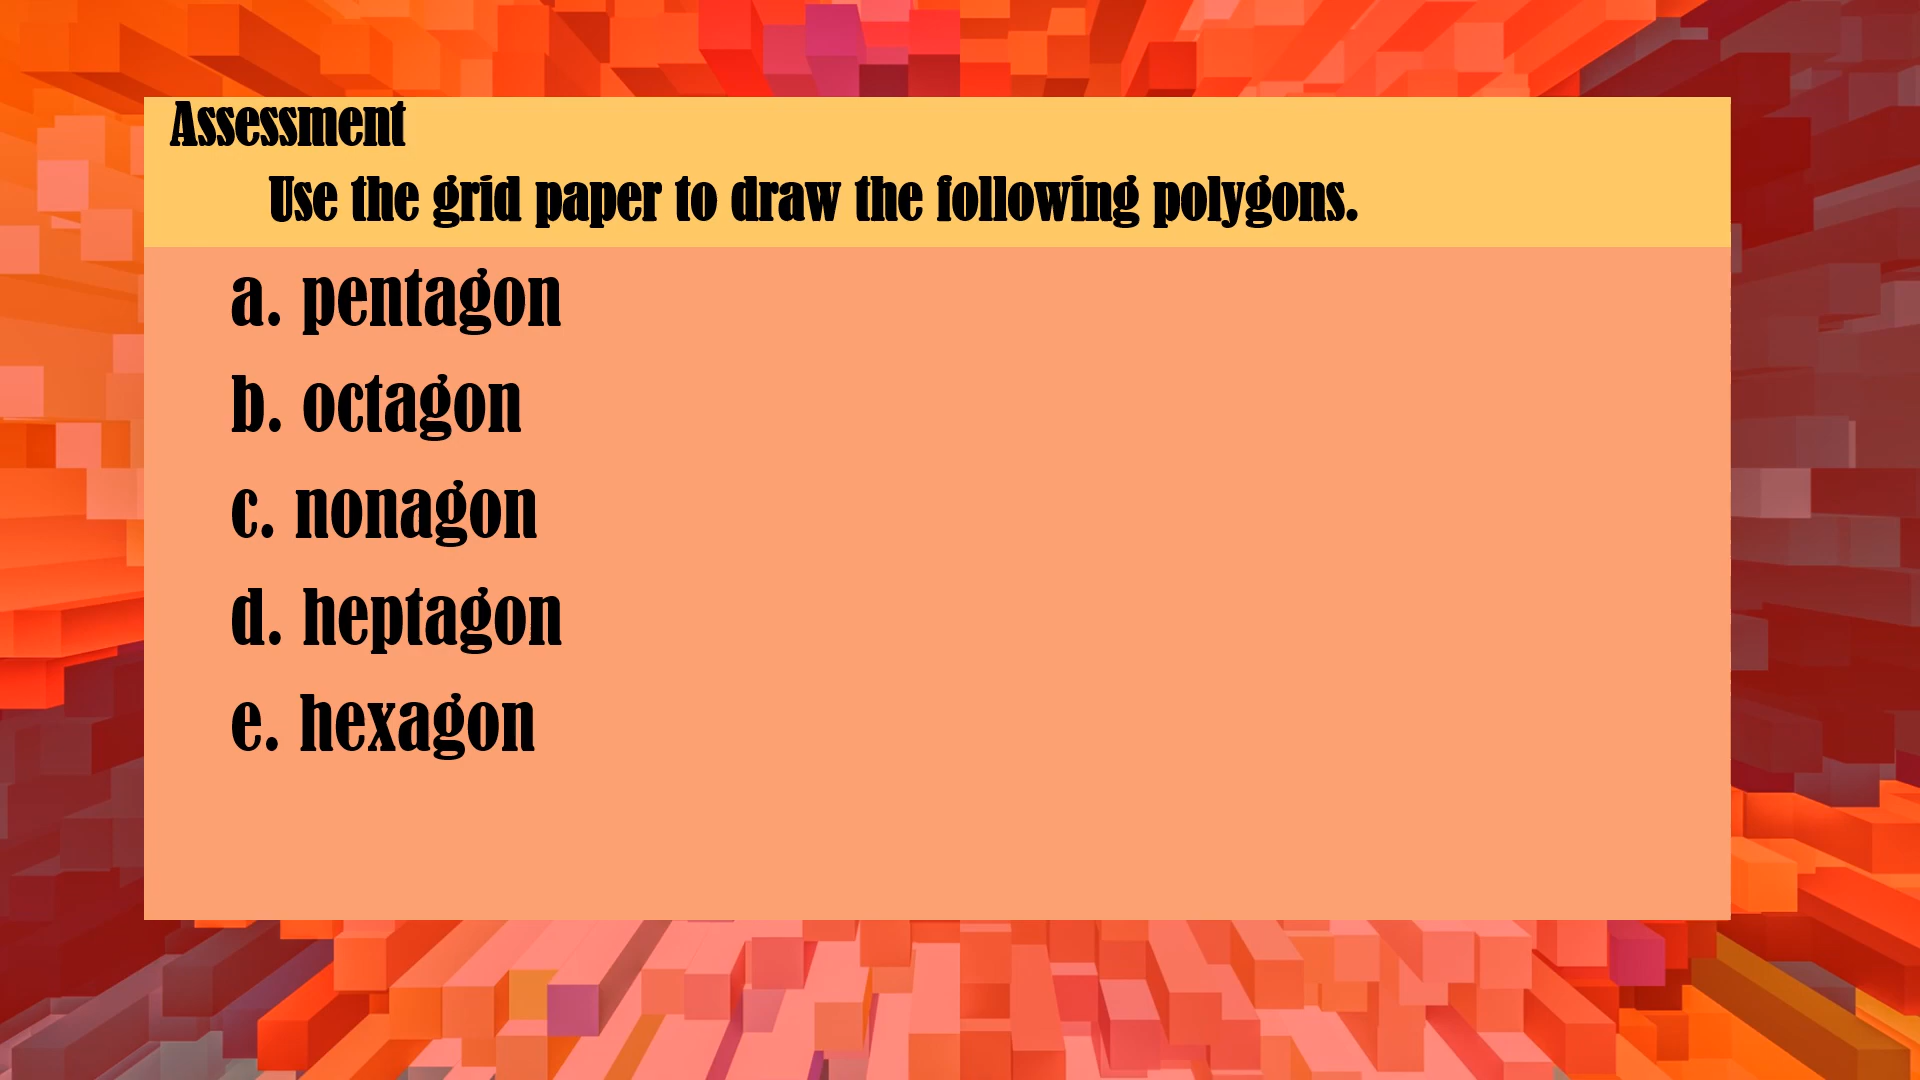 Assessment
Use the grid paper to draw the following polygons.
a. pentagon
b. octagon
c. nonagon
d. heptagon
e. hexagon